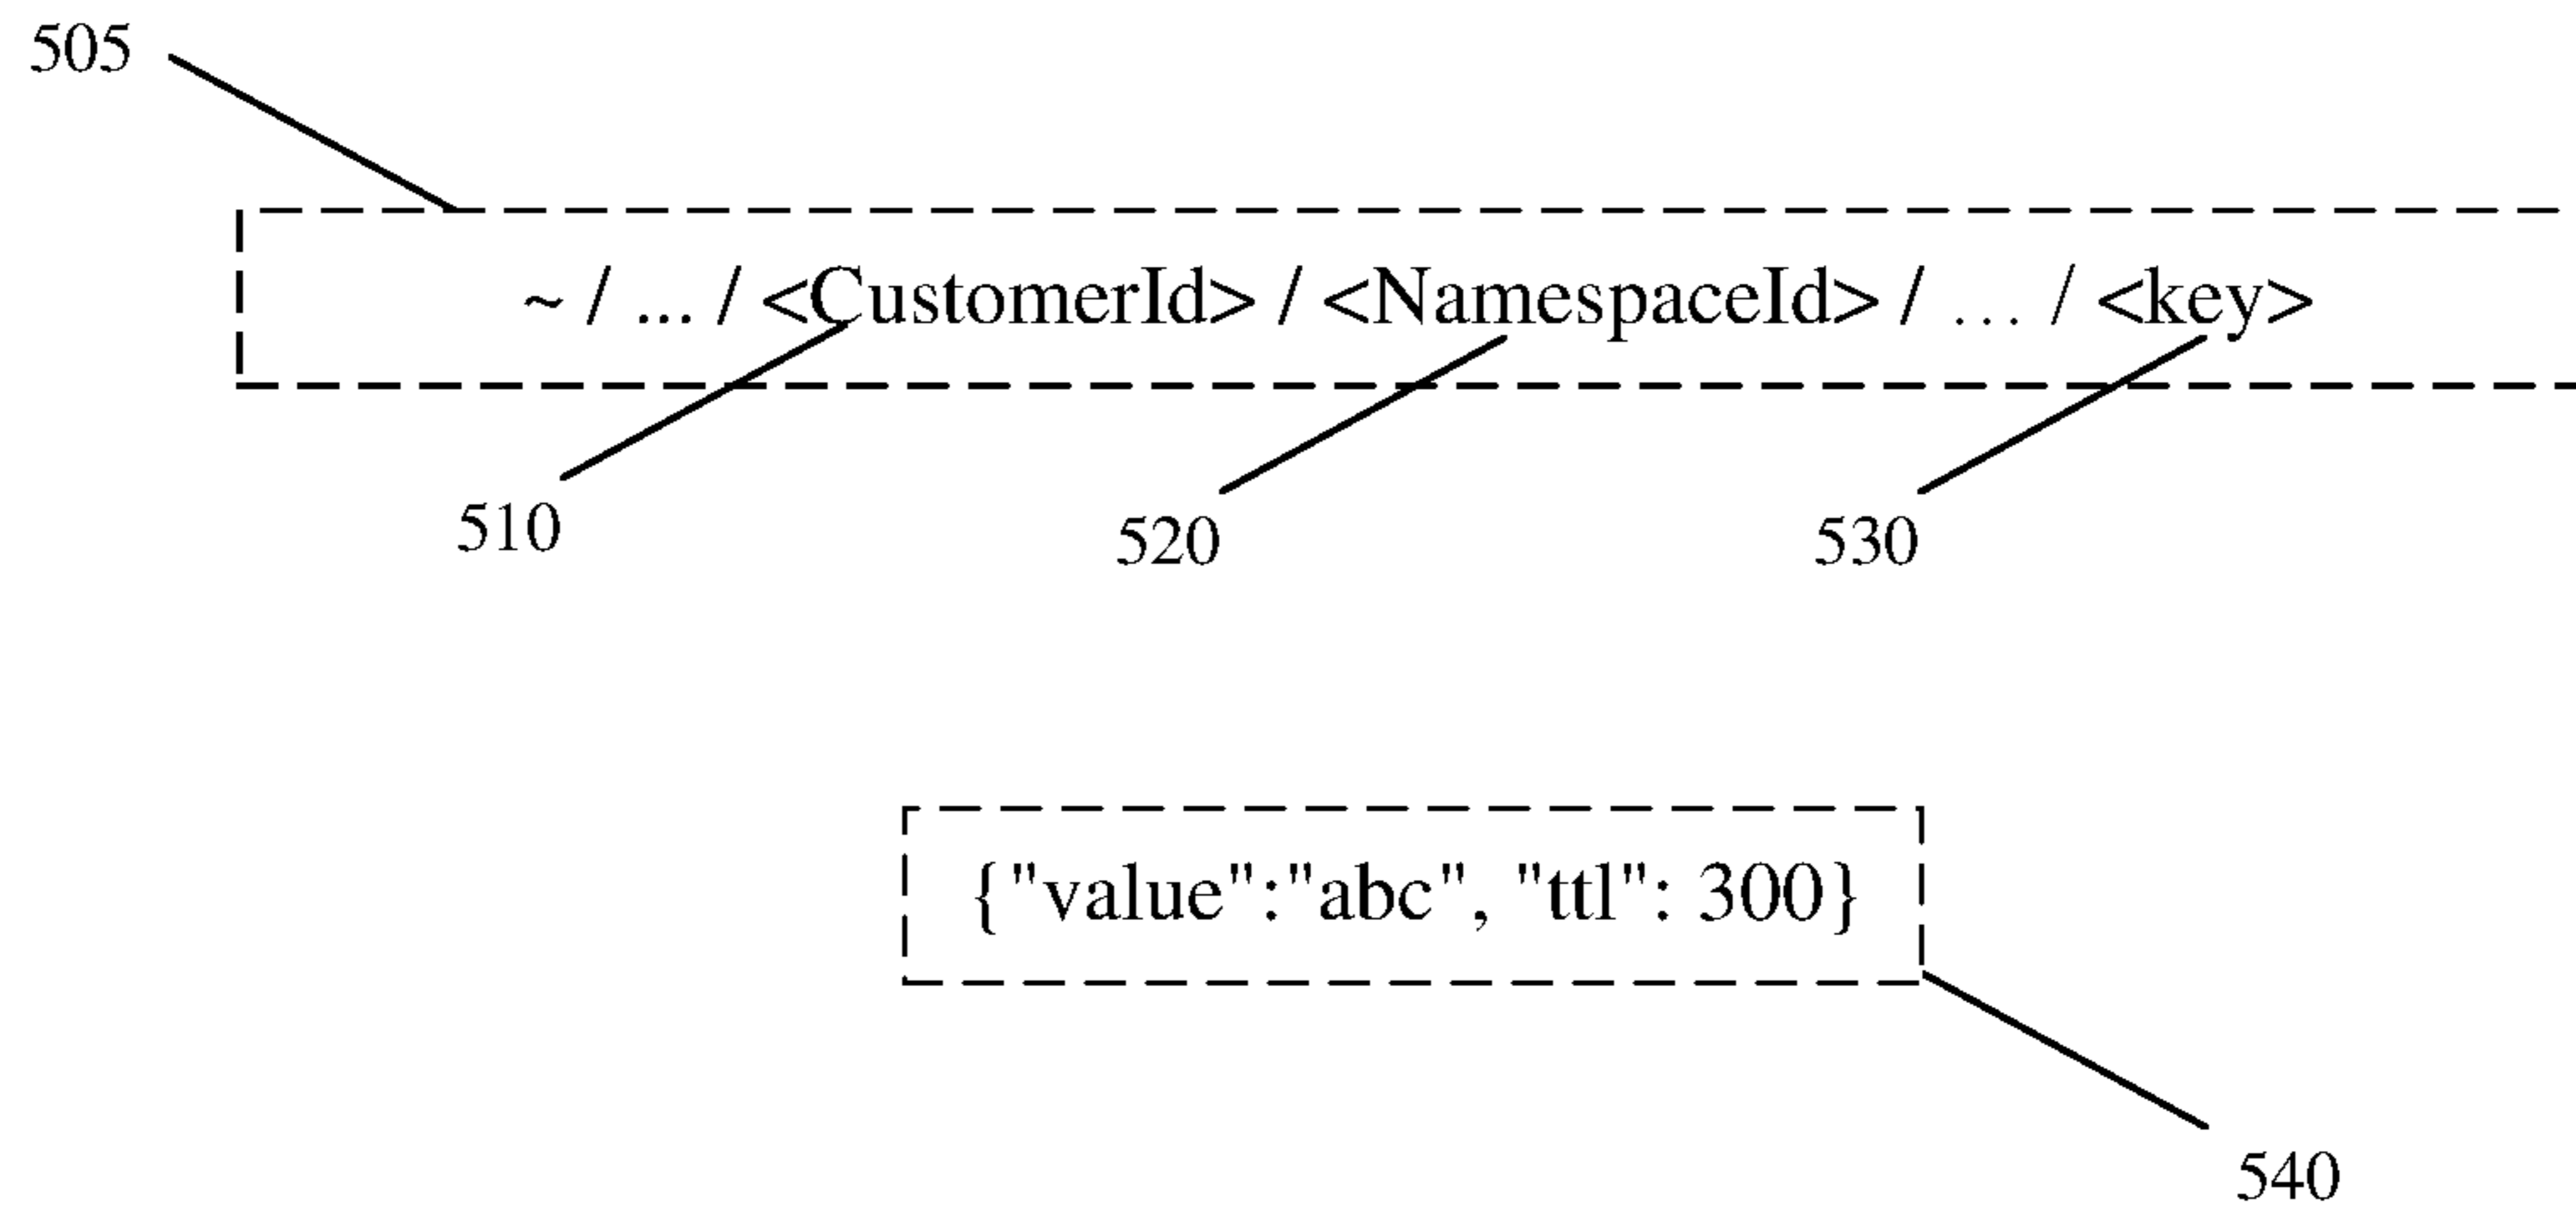 505
~ / ... / <CustomerId> / <NamespaceId> / ... / <key>
510 520 530
{"value":"abc", "ttl": 300}
540